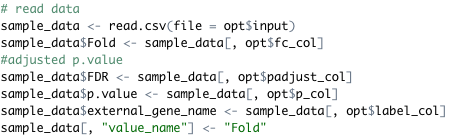 # read data
sample_data <- read.csv(file = opt$input)
sample_data$Fold <- sample_data[, opt$fc_col]
#adjusted p.value
sample_data$FDR <- sample_data[, opt$padjust_col]
sample_data$p.value <- sample_data[, opt$p_col]
sample_data$external_gene_name <- sample_data[, opt$label_col]
sample_data[, "value_name"] <- "Fold"